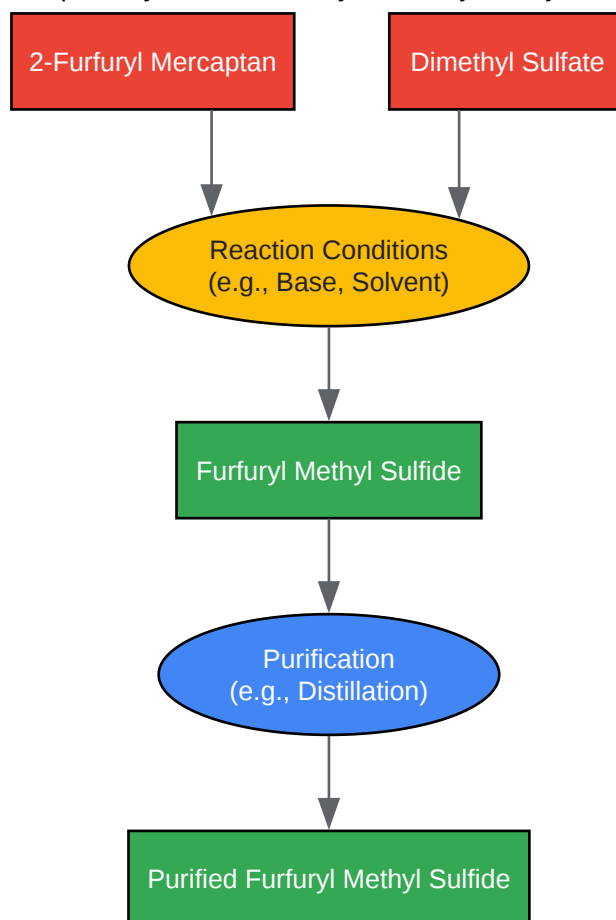 2-Furfuryl Mercaptan
Dimethyl Sulfate
Reaction Conditions
(e.g., Base, Solvent)
Furfuryl Methyl Sulfide
Purification
(e.g., Distillation)
Purified Furfuryl Methyl Sulfide